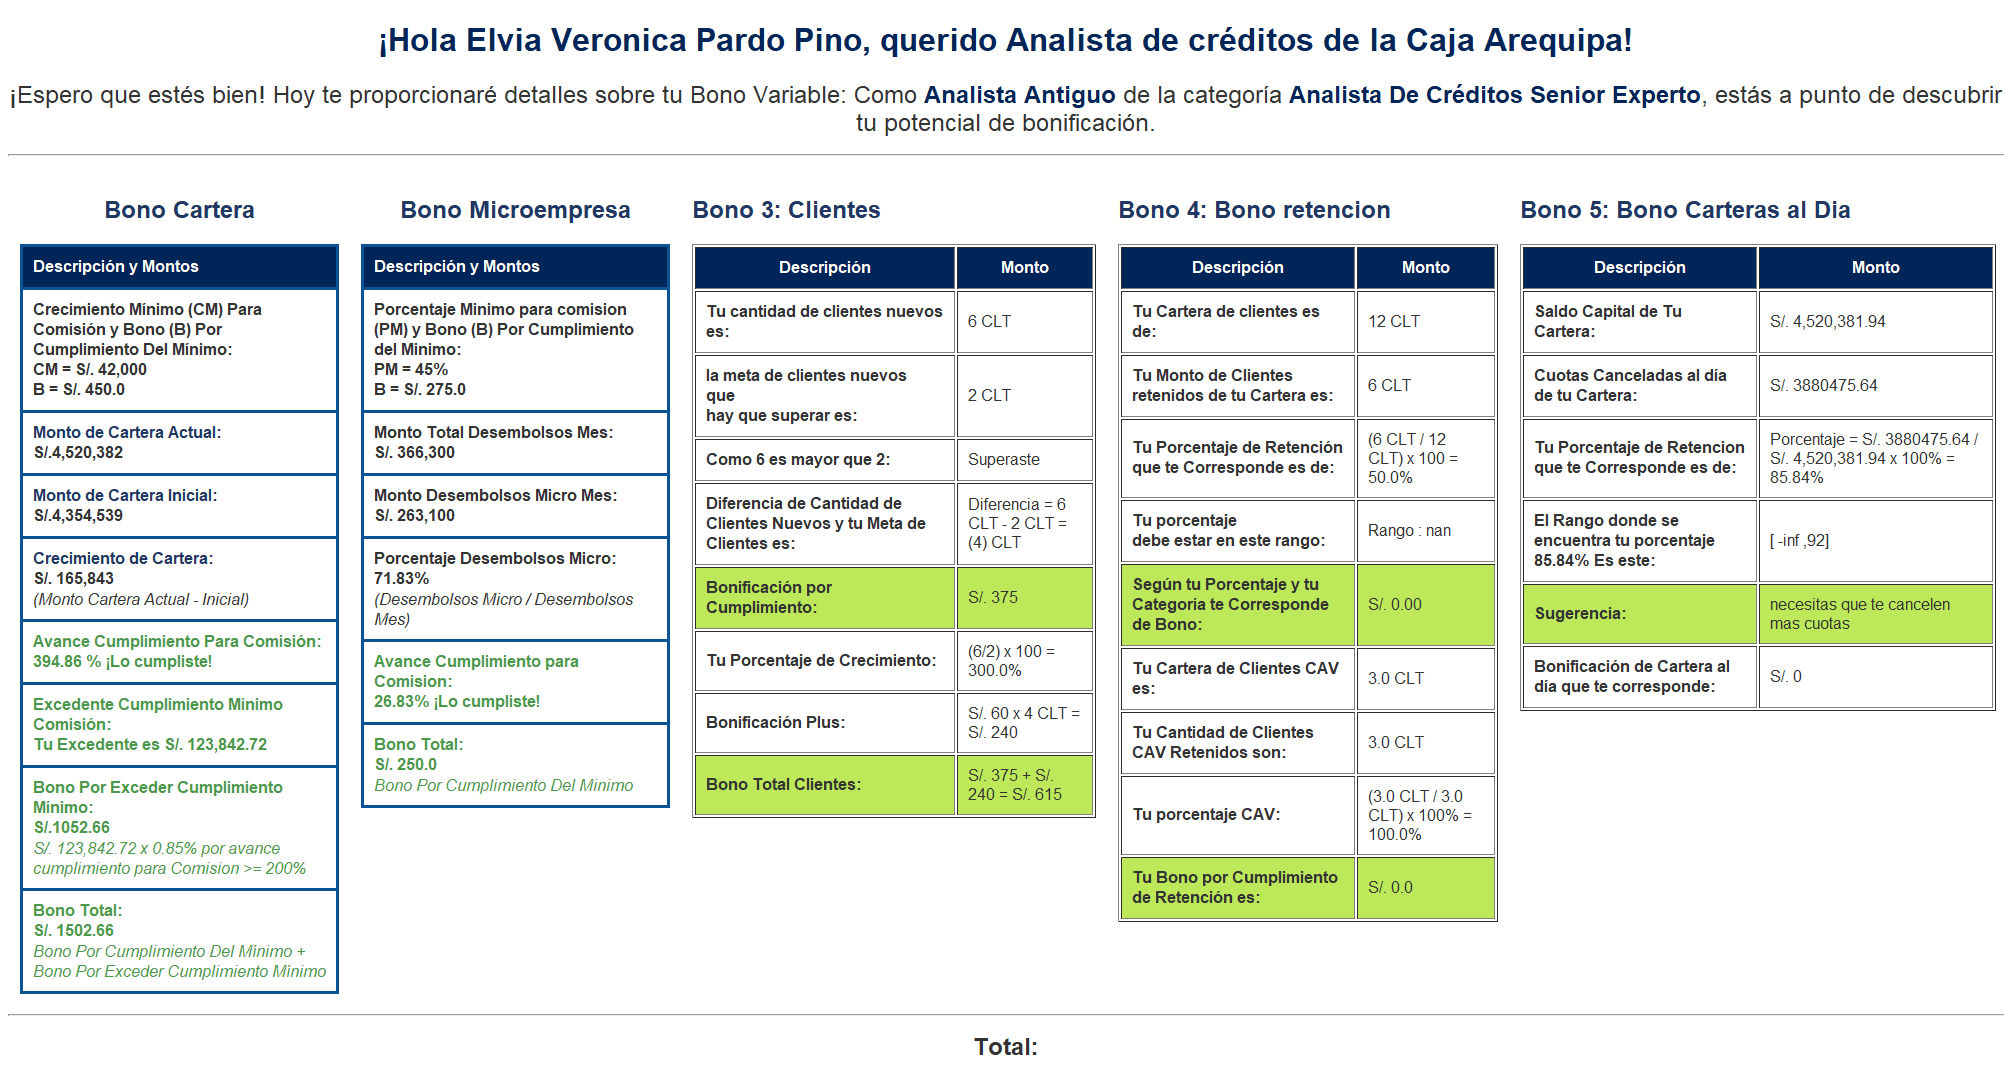 ¡Hola Elvia Veronica Pardo Pino, querido Analista de créditos de la Caja Arequipa!
¡Espero que estés bien! Hoy te proporcionaré detalles sobre tu Bono Variable: Como Analista Antiguo de la categoría Analista De Créditos Senior Experto, estás a punto de descubrir
tu potencial de bonificación.
Bono Cartera
Descripción y Montos
Crecimiento Mínimo (CM) Para
Comisión y Bono (B) Por
Cumplimiento Del Mínimo:
CM = S/. 42,000
B = S/. 450.0
Monto de Cartera Actual:
S/.4,520,382
Monto de Cartera Inicial:
S/.4,354,539
Crecimiento de Cartera:
S/. 165,843
(Monto Cartera Actual - Inicial)
Avance Cumplimiento Para Comisión:
394.86 % ¡Lo cumpliste!
Excedente Cumplimiento Mínimo
Comisión:
Tu Excedente es S/. 123,842.72
Bono Por Exceder Cumplimiento
Mínimo:
S/.1052.66
S/. 123,842.72 x 0.85% por avance
cumplimiento para Comision >= 200%
Bono Total:
S/. 1502.66
Bono Por Cumplimiento Del Mínimo +
Bono Por Exceder Cumplimiento Mínimo
Bono Microempresa
Descripción y Montos
Porcentaje Minimo para comision
(PM) y Bono (B) Por Cumplimiento
del Minimo:
PM = 45%
B = S/. 275.0
Monto Total Desembolsos Mes:
S/. 366,300
Monto Desembolsos Micro Mes:
S/. 263,100
Porcentaje Desembolsos Micro:
71.83%
(Desembolsos Micro / Desembolsos
Mes)
Avance Cumplimiento para
Comision:
26.83% ¡Lo cumpliste!
Bono Total:
S/. 250.0
Bono Por Cumplimiento Del Minimo
Bono 3: Clientes
Descripción Monto
Tu cantidad de clientes nuevos
es:
6 CLT
la meta de clientes nuevos
que
hay que superar es:
2 CLT
Como 6 es mayor que 2:
Superaste
Diferencia de Cantidad de
Clientes Nuevos y tu Meta de
Clientes es:
Diferencia = 6
CLT - 2 CLT =
(4) CLT
Bonificación por
Cumplimiento:
S/. 375
Tu Porcentaje de Crecimiento:
(6/2) x 100 =
300.0%
Bonificación Plus:
S/. 60 x 4 CLT =
S/. 240
Bono Total Clientes:
S/. 375 + S/.
240 = S/. 615
Bono 4: Bono retencion
Descripción Monto
Tu Cartera de clientes es
de:
12 CLT
Tu Monto de Clientes
retenidos de tu Cartera es:
6 CLT
Tu Porcentaje de Retención
que te Corresponde es de:
(6 CLT / 12
CLT) x 100 =
50.0%
Tu porcentaje
debe estar en este rango:
Rango : nan
Según tu Porcentaje y tu
Categoría te Corresponde
de Bono:
S/. 0.00
Tu Cartera de Clientes CAV
es:
3.0 CLT
Tu Cantidad de Clientes
CAV Retenidos son:
3.0 CLT
Tu porcentaje CAV:
(3.0 CLT / 3.0
CLT) x 100% =
100.0%
Tu Bono por Cumplimiento
de Retención es:
S/. 0.0
Bono 5: Bono Carteras al Dia
Descripción Monto
Saldo Capital de Tu
Cartera:
S/. 4,520,381.94
Cuotas Canceladas al día
de tu Cartera:
S/. 3880475.64
Tu Porcentaje de Retencion
que te Corresponde es de:
Porcentaje = S/. 3880475.64 /
S/. 4,520,381.94 x 100% =
85.84%
El Rango donde se
encuentra tu porcentaje
85.84% Es este:
[ -inf ,92]
Sugerencia:
necesitas que te cancelen
mas cuotas
Bonificación de Cartera al
día que te corresponde:
S/. 0
Total: